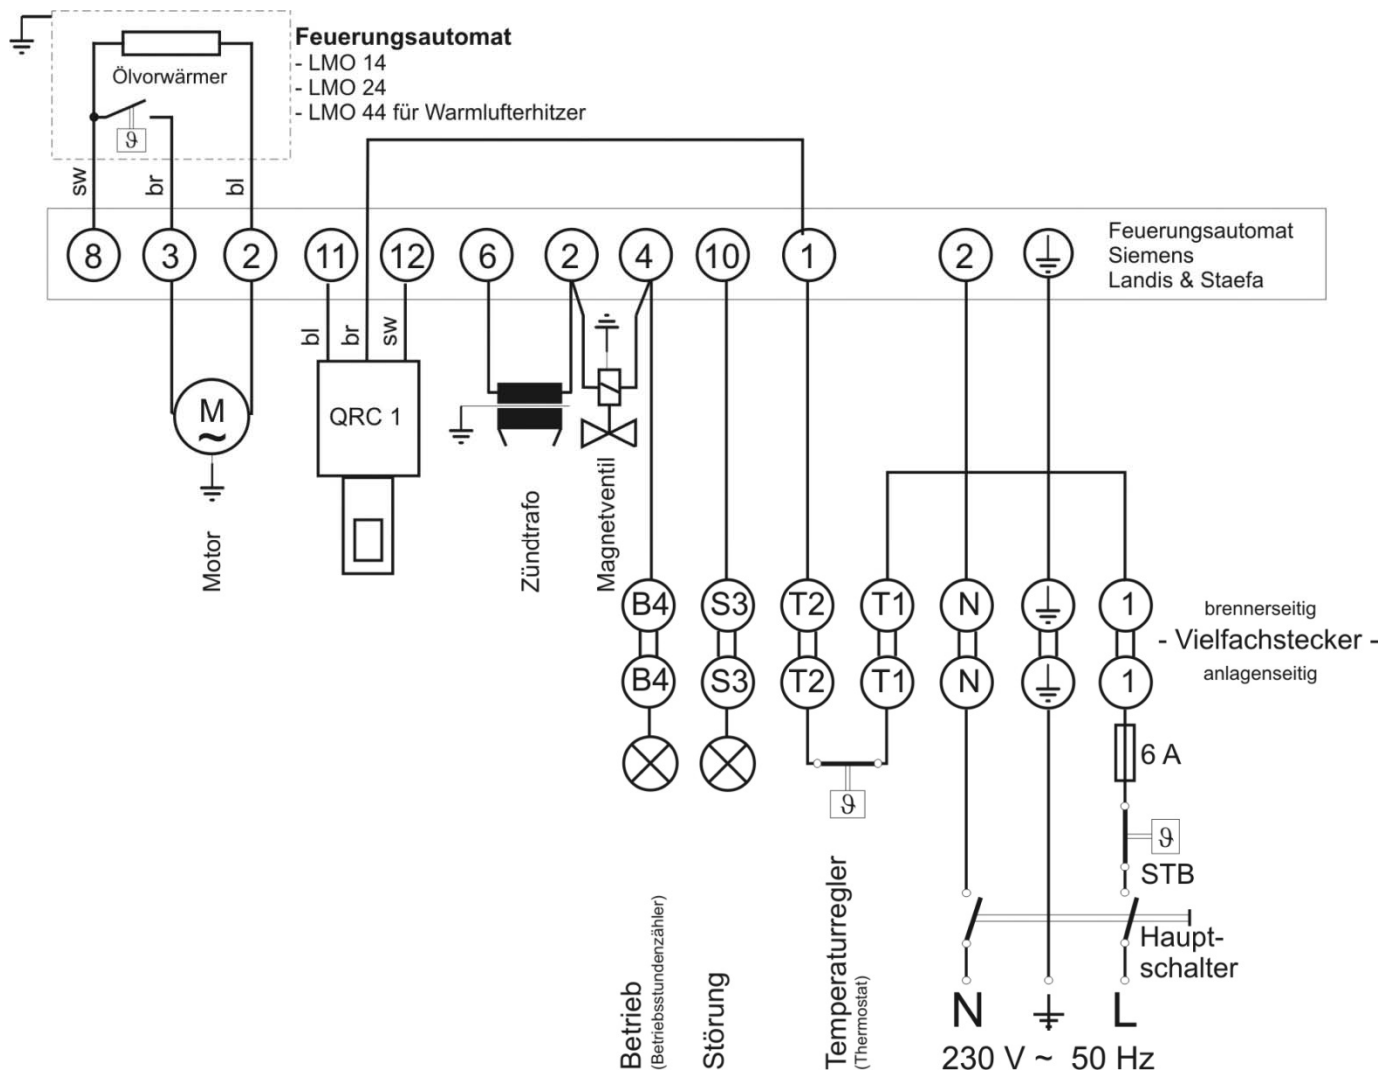 Feuerungsautomat
- LMO 14
- LMO 24
- LMO 44 für Warmlufterhitzer
Ölvorwärmer
ϑ
sw
br
bl
Feuerungsautomat
Siemens
Landis & Staefa
8 3 2 11 12 6 2 4 10 1 2
bl
br
sw
M
~
QRC 1
Motor
Zündtrafo
Magnetventil
B4 S3 T2 T1 N 1
brennerseitig
- Vielfachstecker -
anlagenseitig
B4 S3 T2 T1 N 1
6 A
ϑ
ϑ
STB
Haupt-
schalter
Betrieb
(Betriebsstundenzähler)
Störung
Temperaturregler
(Thermostat)
N L
230 V ~ 50 Hz